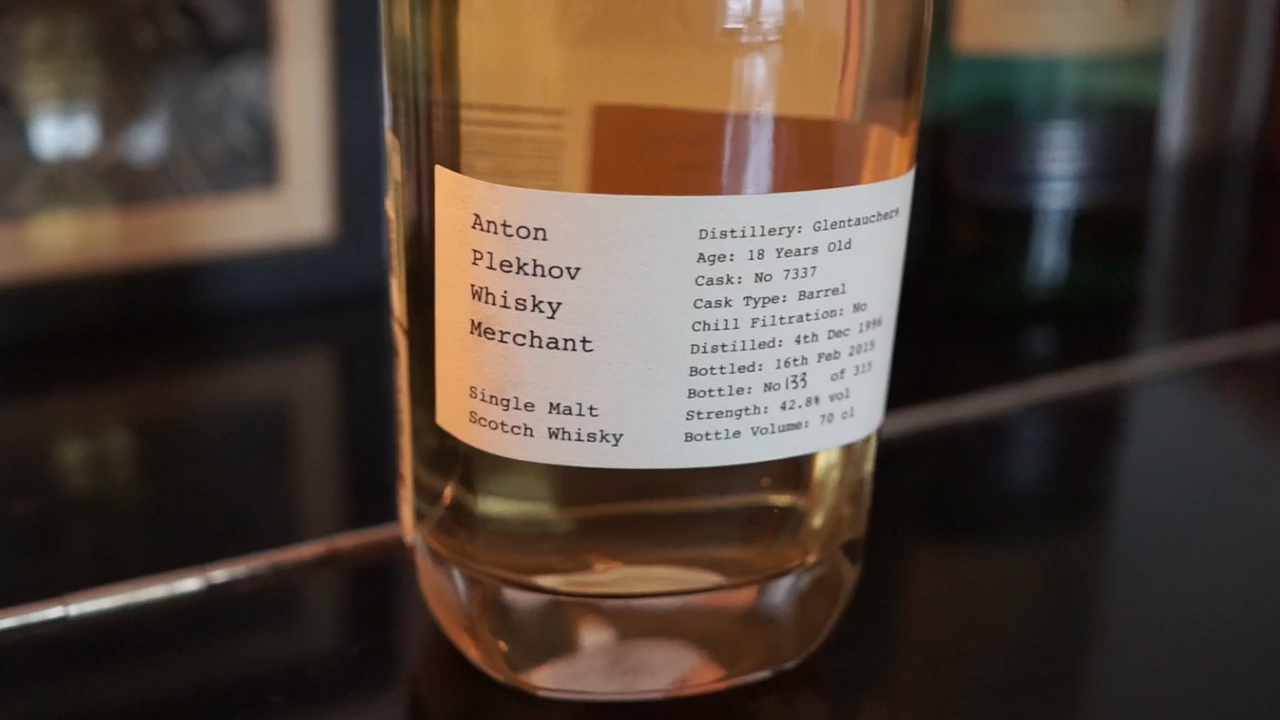 Anton
Plekhov
Whisky
Merchant
Single Malt
Scotch Whisky
Distillery: Glentauchers
Age: 18 Years Old
Cask: No 7337
Cask Type: Barrel
Chill Filtration: No
Distilled: 4th Dec 1996
Bottled: 16th Feb 2015
Bottle: No 133 of 315
Strength: 42.8% vol
Bottle Volume: 70 cl